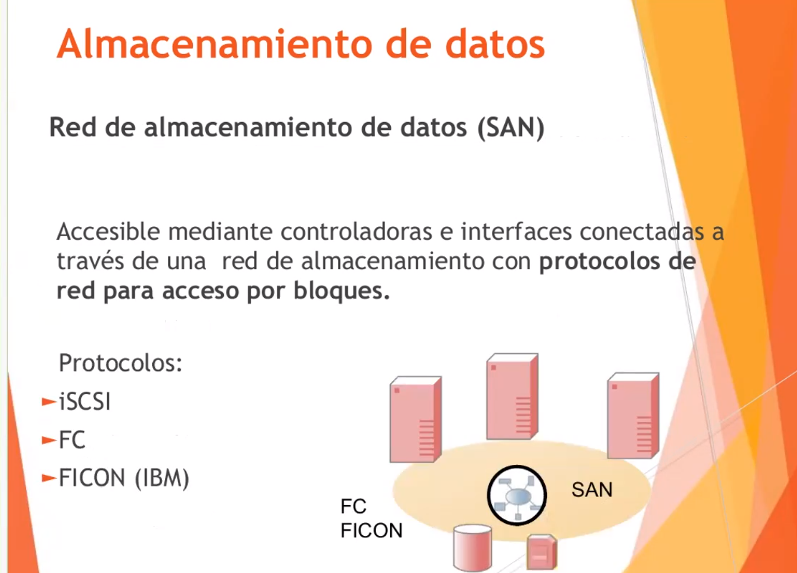 Almacenamiento de datos
Red de almacenamiento de datos (SAN)
Accesible mediante controladoras e interfaces conectadas a
través de una red de almacenamiento con protocolos de
red para acceso por bloques.
Protocolos:
►iSCSI
►FC
►FICON (IBM)
SAN
FC
FICON